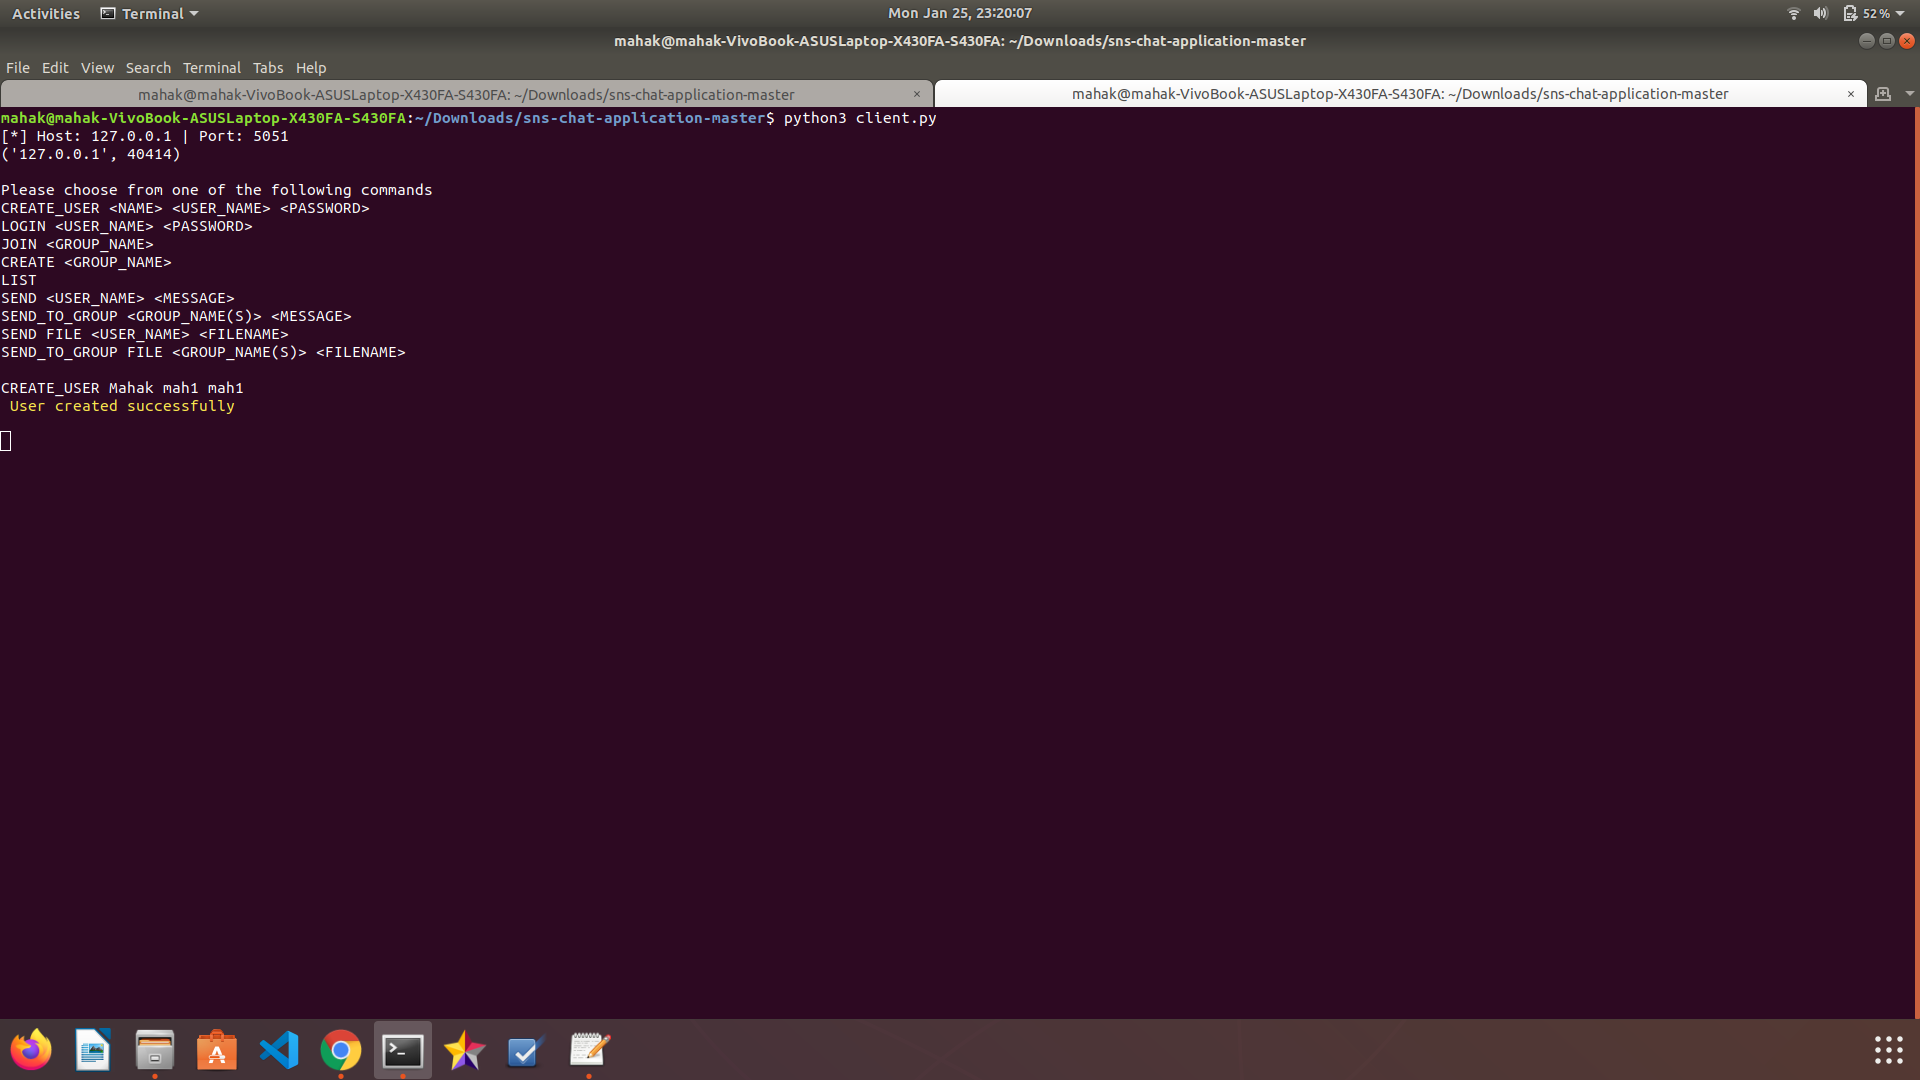 Activities Terminal Mon Jan 25, 23:20:07 52 %
mahak@mahak-VivoBook-ASUSLaptop-X430FA-S430FA: ~/Downloads/sns-chat-application-master
File Edit View Search Terminal Tabs Help
mahak@mahak-VivoBook-ASUSLaptop-X430FA-S430FA: ~/Downloads/sns-chat-application-master × mahak@mahak-VivoBook-ASUSLaptop-X430FA-S430FA: ~/Downloads/sns-chat-application-master ×
mahak@mahak-VivoBook-ASUSLaptop-X430FA-S430FA:~/Downloads/sns-chat-application-master$ python3 client.py
[*] Host: 127.0.0.1 | Port: 5051
('127.0.0.1', 40414)
Please choose from one of the following commands
CREATE_USER <NAME> <USER_NAME> <PASSWORD>
LOGIN <USER_NAME> <PASSWORD>
JOIN <GROUP_NAME>
CREATE <GROUP_NAME>
LIST
SEND <USER_NAME> <MESSAGE>
SEND_TO_GROUP <GROUP_NAME(S)> <MESSAGE>
SEND FILE <USER_NAME> <FILENAME>
SEND_TO_GROUP FILE <GROUP_NAME(S)> <FILENAME>
CREATE_USER Mahak mah1 mah1
User created successfully